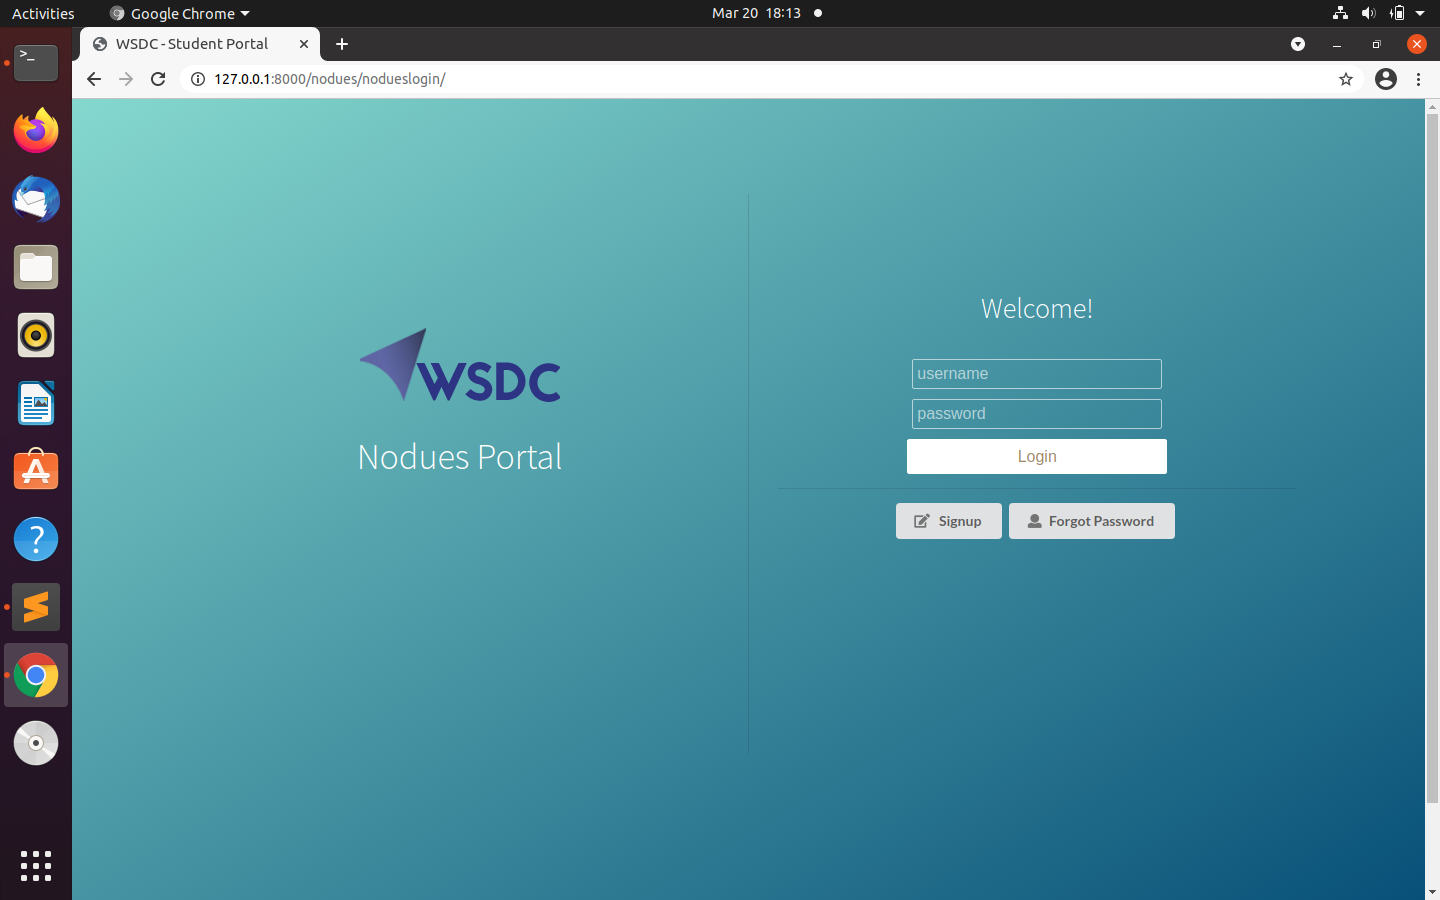 Activities
Google Chrome
Mar 20 18:13
WSDC - Student Portal
127.0.0.1:8000/nodues/nodueslogin/
WSDC
Nodues Portal
Welcome!
username
password
Login
Signup
Forgot Password